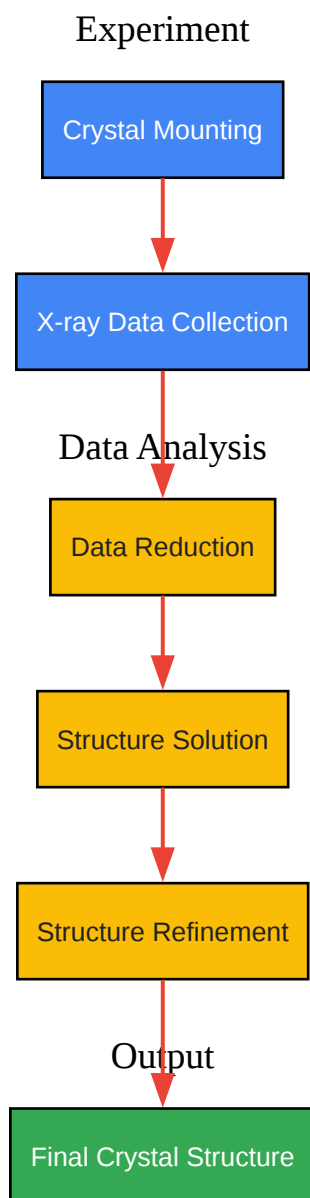 Experiment
Crystal Mounting
X-ray Data Collection
Data Analysis
Data Reduction
Structure Solution
Structure Refinement
Output
Final Crystal Structure